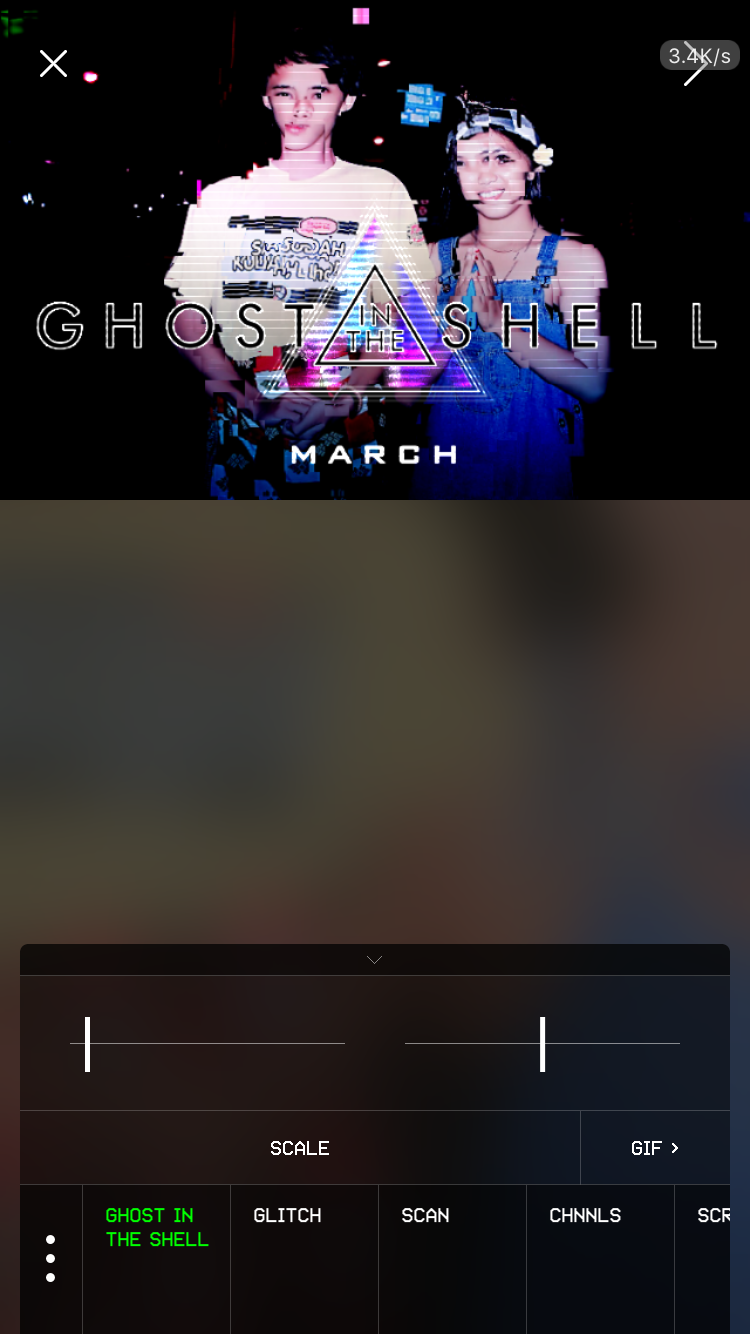 3.4K/s
GHOST IN THE SHELL
MARCH
SCALE
GIF
GHOST IN
THE SHELL
GLITCH
SCAN
CHNNLS
SCR